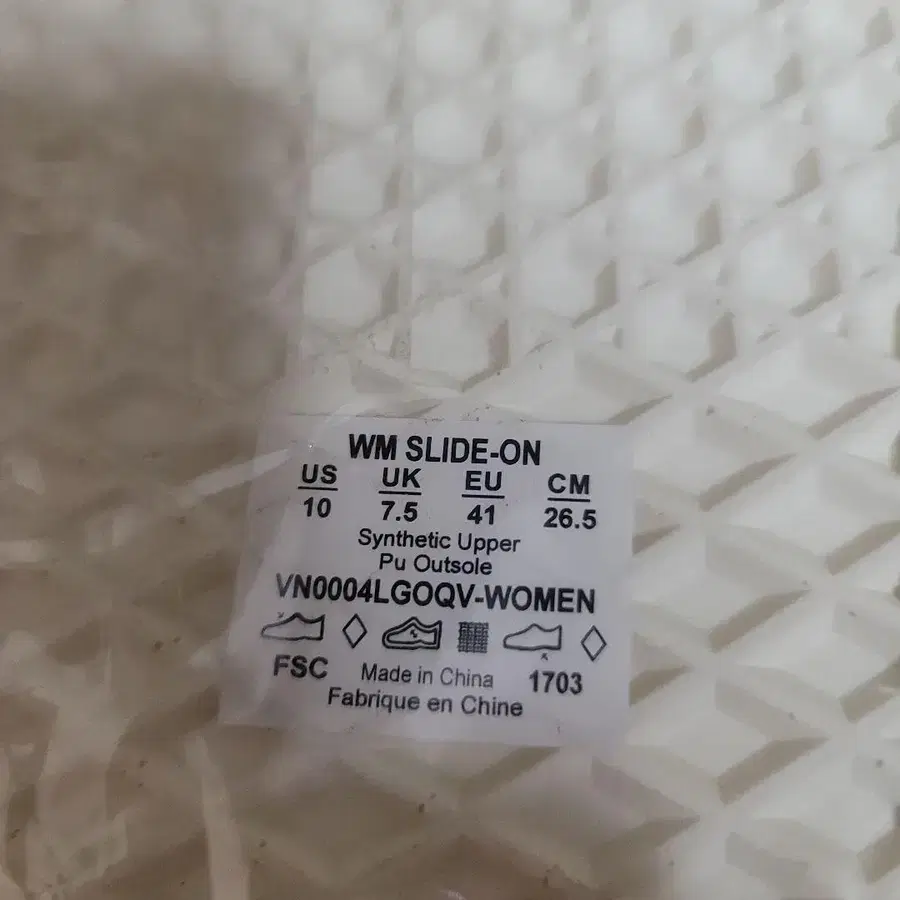 WM SLIDE-ON
US UK EU CM
10 7.5 41 26.5
Synthetic Upper
Pu Outsole
VN0004LGOQV-WOMEN
FSC Made in China 1703
Fabrique en Chine